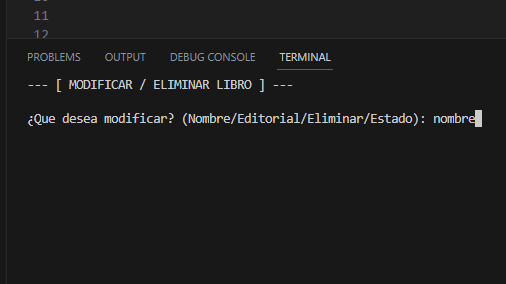 11
12
PROBLEMS OUTPUT DEBUG CONSOLE TERMINAL
--- [ MODIFICAR / ELIMINAR LIBRO ] ---
¿Que desea modificar? (Nombre/Editorial/Eliminar/Estado): nombre